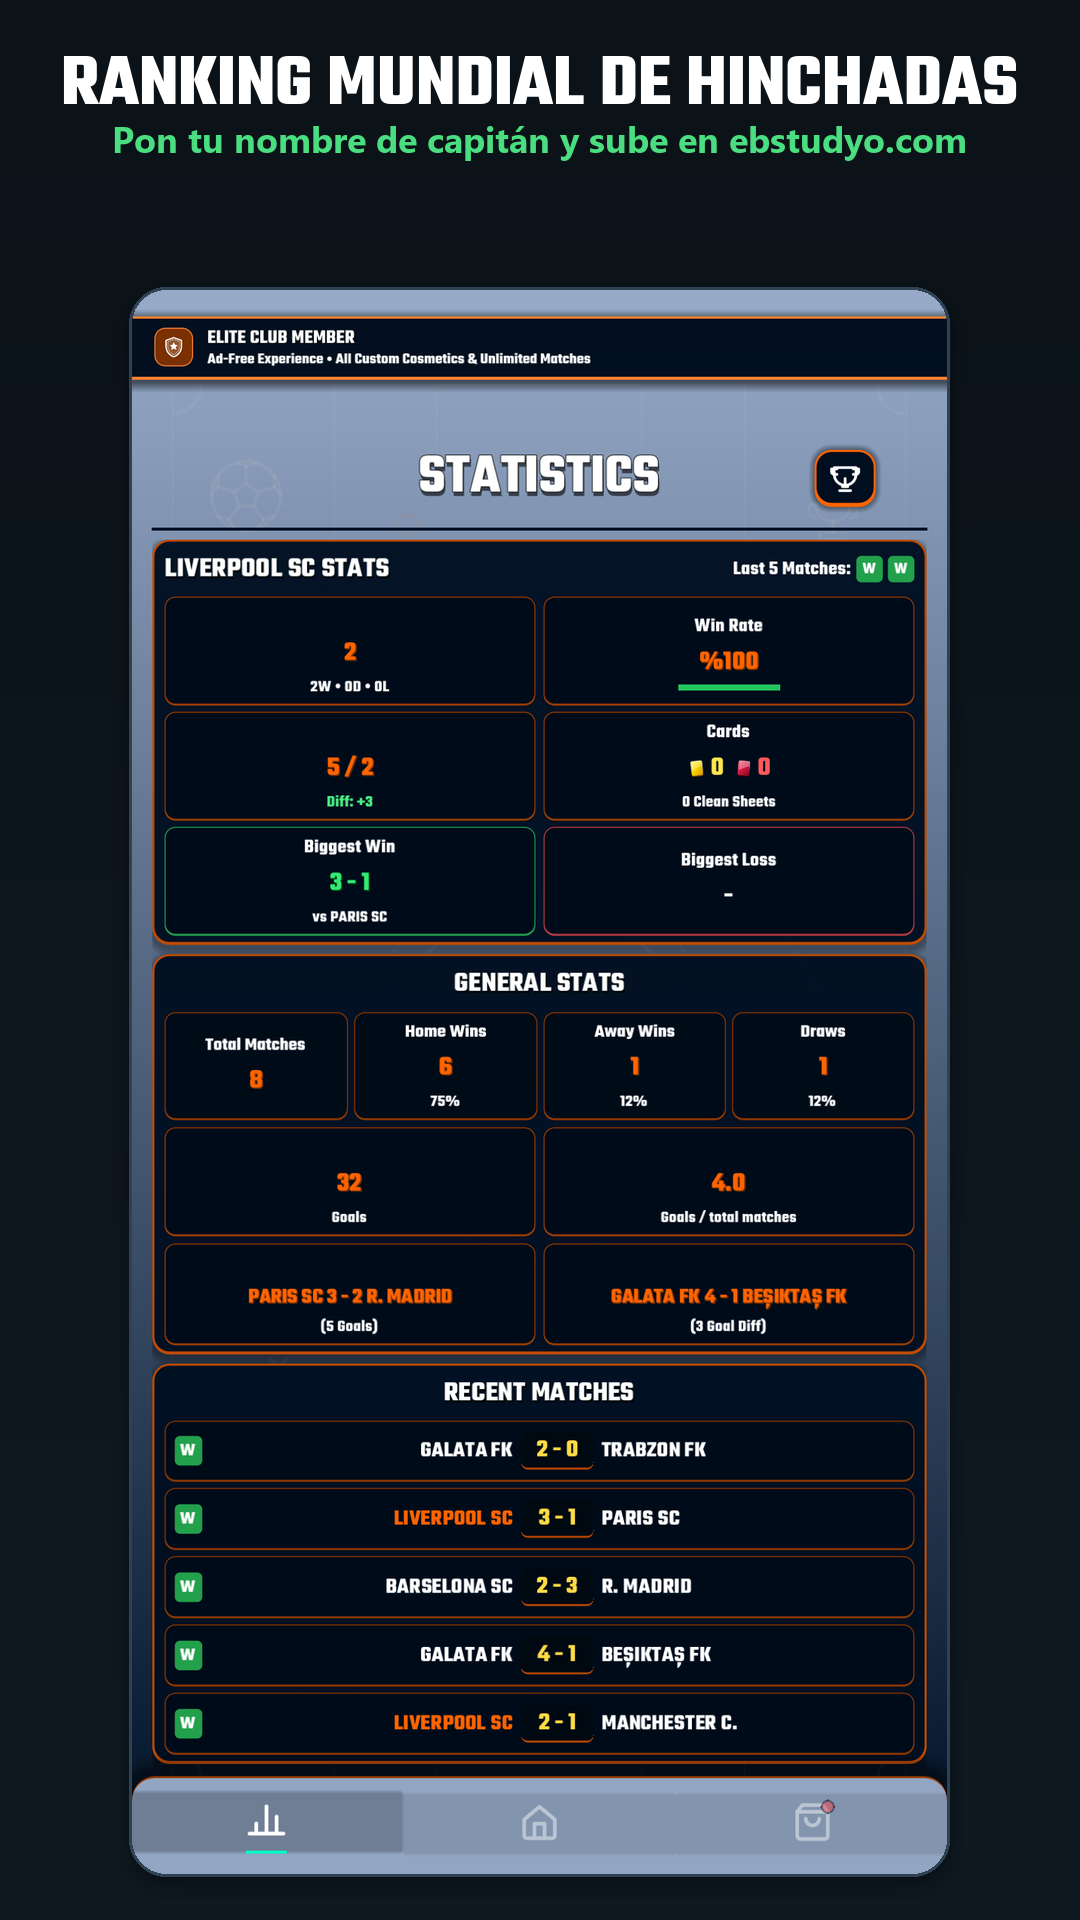 RANKING MUNDIAL DE HINCHADAS
Pon tu nombre de capitán y sube en ebstudyo.com
ELITE CLUB MEMBER
Ad-Free Experience • All Custom Cosmetics & Unlimited Matches
STATISTICS
LIVERPOOL SC STATS
Last 5 Matches: W W
2
2W • 0D • 0L
Win Rate
%100
5 / 2
Diff: +3
Cards
0 0
0 Clean Sheets
Biggest Win
3 - 1
vs PARIS SC
Biggest Loss
-
GENERAL STATS
Total Matches
8
Home Wins
6
75%
Away Wins
1
12%
Draws
1
12%
32
Goals
4.0
Goals / total matches
PARIS SC 3 - 2 R. MADRID
(5 Goals)
GALATA FK 4 - 1 BEŞIKTAŞ FK
(3 Goal Diff)
RECENT MATCHES
W GALATA FK 2 - 0 TRABZON FK
W LIVERPOOL SC 3 - 1 PARIS SC
W BARSELONA SC 2 - 3 R. MADRID
W GALATA FK 4 - 1 BEŞIKTAŞ FK
W LIVERPOOL SC 2 - 1 MANCHESTER C.